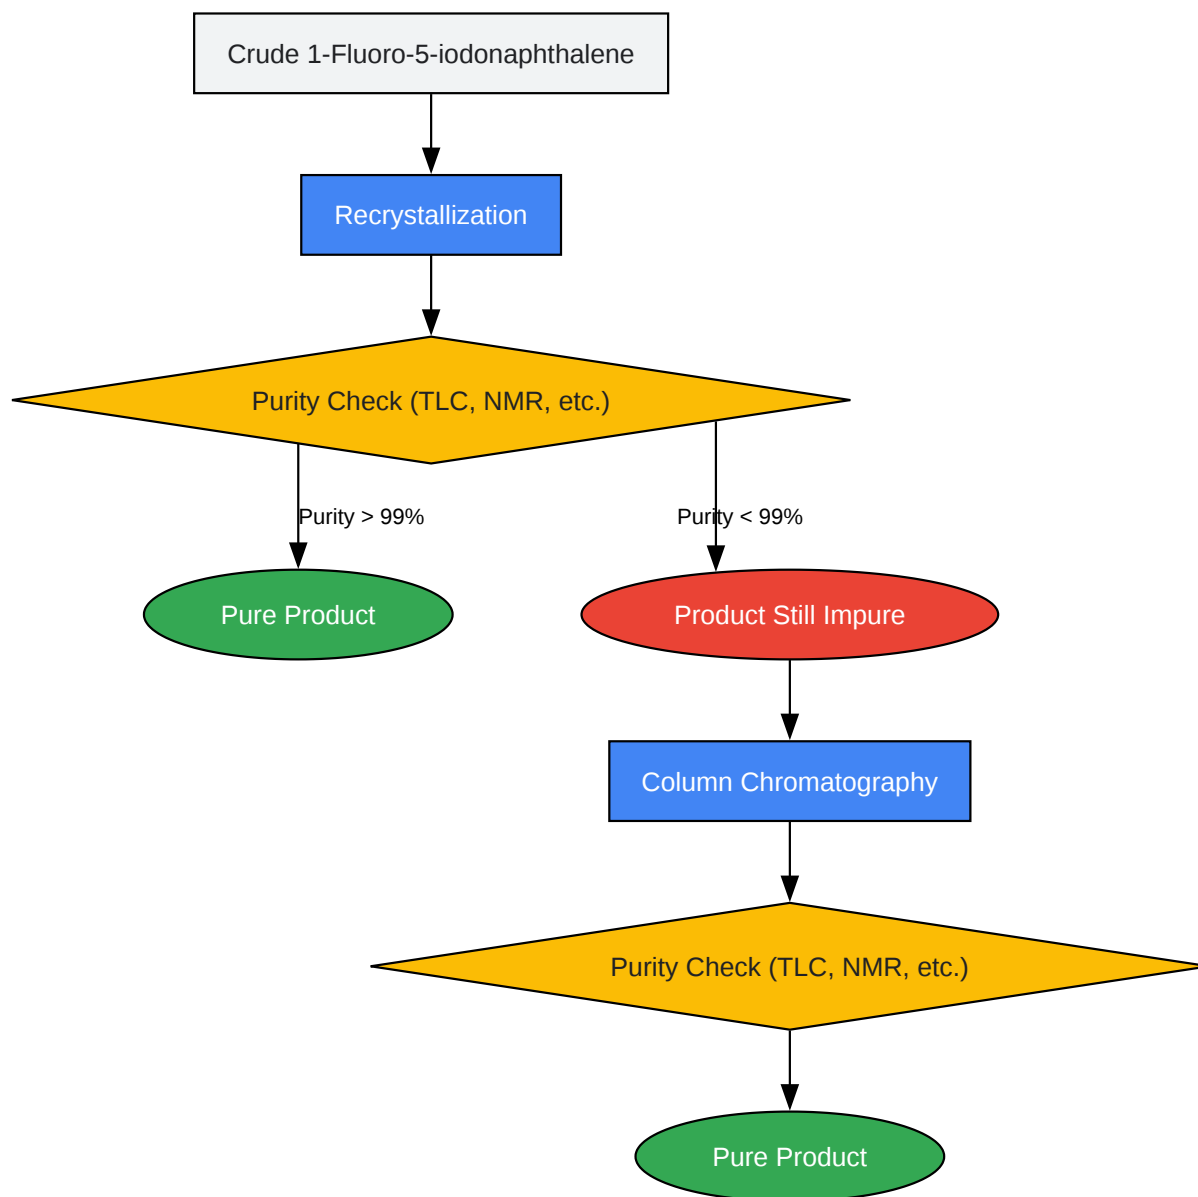 Crude 1-Fluoro-5-iodonaphthalene
Recrystallization
Purity Check (TLC, NMR, etc.)
Purity > 99%
Purity < 99%
Pure Product
Product Still Impure
Column Chromatography
Purity Check (TLC, NMR, etc.)
Pure Product